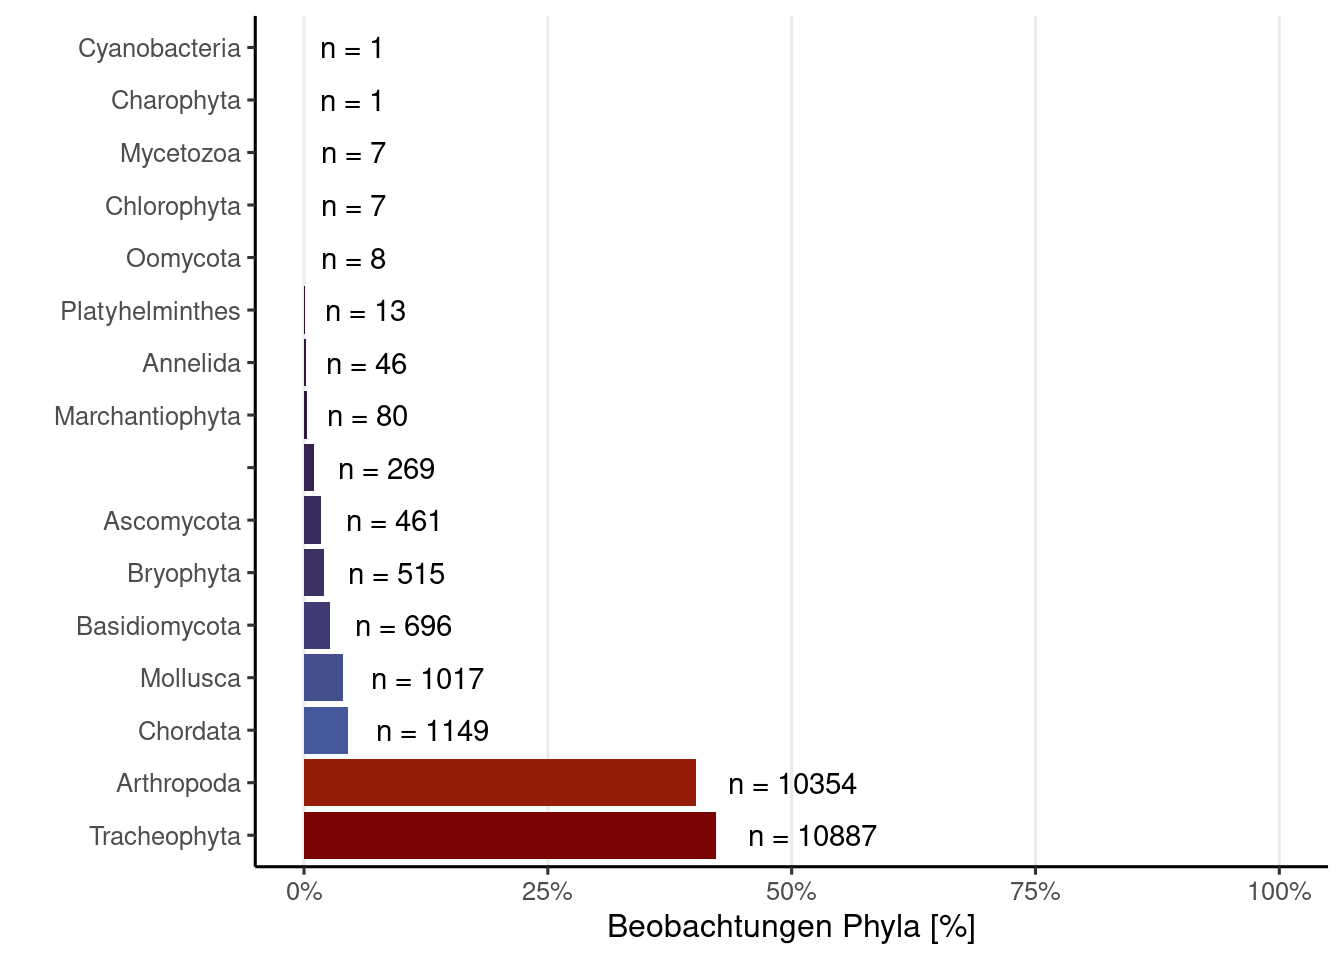 Cyanobacteria n = 1
Charophyta n = 1
Mycetozoa n = 7
Chlorophyta n = 7
Oomycota n = 8
Platyhelminthes n = 13
Annelida n = 46
Marchantiophyta n = 80
n = 269
Ascomycota n = 461
Bryophyta n = 515
Basidiomycota n = 696
Mollusca n = 1017
Chordata n = 1149
Arthropoda n = 10354
Tracheophyta n = 10887
0% 25% 50% 75% 100%
Beobachtungen Phyla [%]